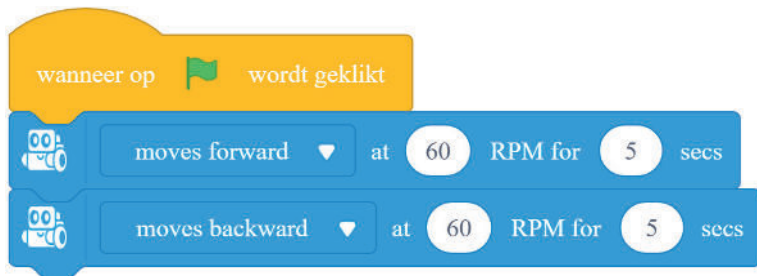 wanneer op wordt geklikt
moves forward at 60 RPM for 5 secs
moves backward at 60 RPM for 5 secs